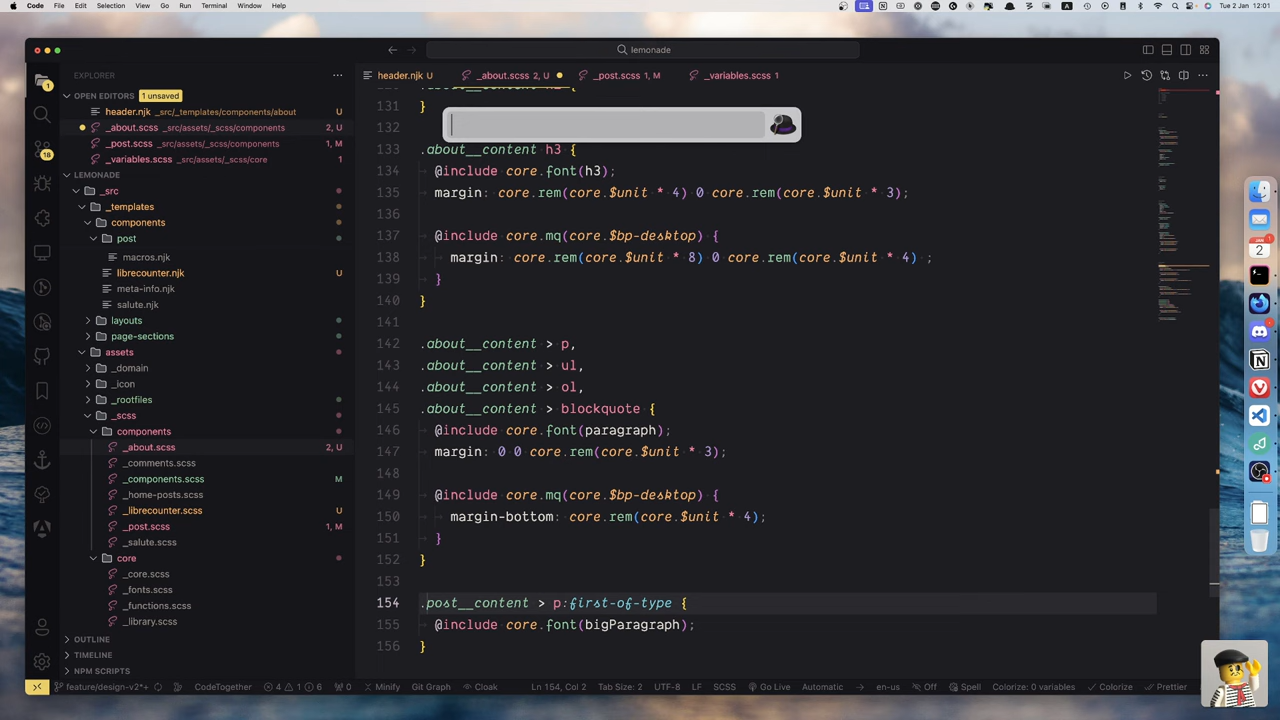 Code File Edit Selection View Go Run Terminal Window Help
Tue 2 Jan 12:01
lemonade
EXPLORER
OPEN EDITORS 1 unsaved
header.njk _src/_templates/components/about U
_about.scss _src/assets/_scss/components 2, U
_post.scss _src/assets/_scss/components 1, M
_variables.scss _src/assets/_scss/core 1
LEMONADE
_src
_templates
components
post
macros.njk
librecounter.njk U
meta-info.njk
salute.njk
layouts
page-sections
assets
_domain
_icon
_rootfiles
_scss
components
_about.scss 2, U
_comments.scss
_components.scss M
_home-posts.scss
_librecounter.scss U
_post.scss 1, M
_salute.scss
core
_core.scss
_fonts.scss
_functions.scss
_library.scss
OUTLINE
TIMELINE
NPM SCRIPTS
1
18
header.njk U _about.scss 2, U _post.scss 1, M _variables.scss 1
131 }
132
133 .about__content h3 {
134 @include core.font(h3);
135 margin: core.rem(core.$unit * 4) 0 core.rem(core.$unit * 3);
136
137 @include core.mq(core.$bp-desktop) {
138 margin: core.rem(core.$unit * 8) 0 core.rem(core.$unit * 4) ;
139 }
140 }
141
142 .about__content > p,
143 .about__content > ul,
144 .about__content > ol,
145 .about__content > blockquote {
146 @include core.font(paragraph);
147 margin: 0 0 core.rem(core.$unit * 3);
148
149 @include core.mq(core.$bp-desktop) {
150 margin-bottom: core.rem(core.$unit * 4);
151 }
152 }
153
154 .post__content > p:first-of-type {
155 @include core.font(bigParagraph);
156 }
feature/design-v2*+ CodeTogether 4 1 6 0 Minify Git Graph Cloak Ln 154, Col 2 Tab Size: 2 UTF-8 LF SCSS Go Live Automatic en-us Off Spell Colorize: 0 variables Colorize Prettier